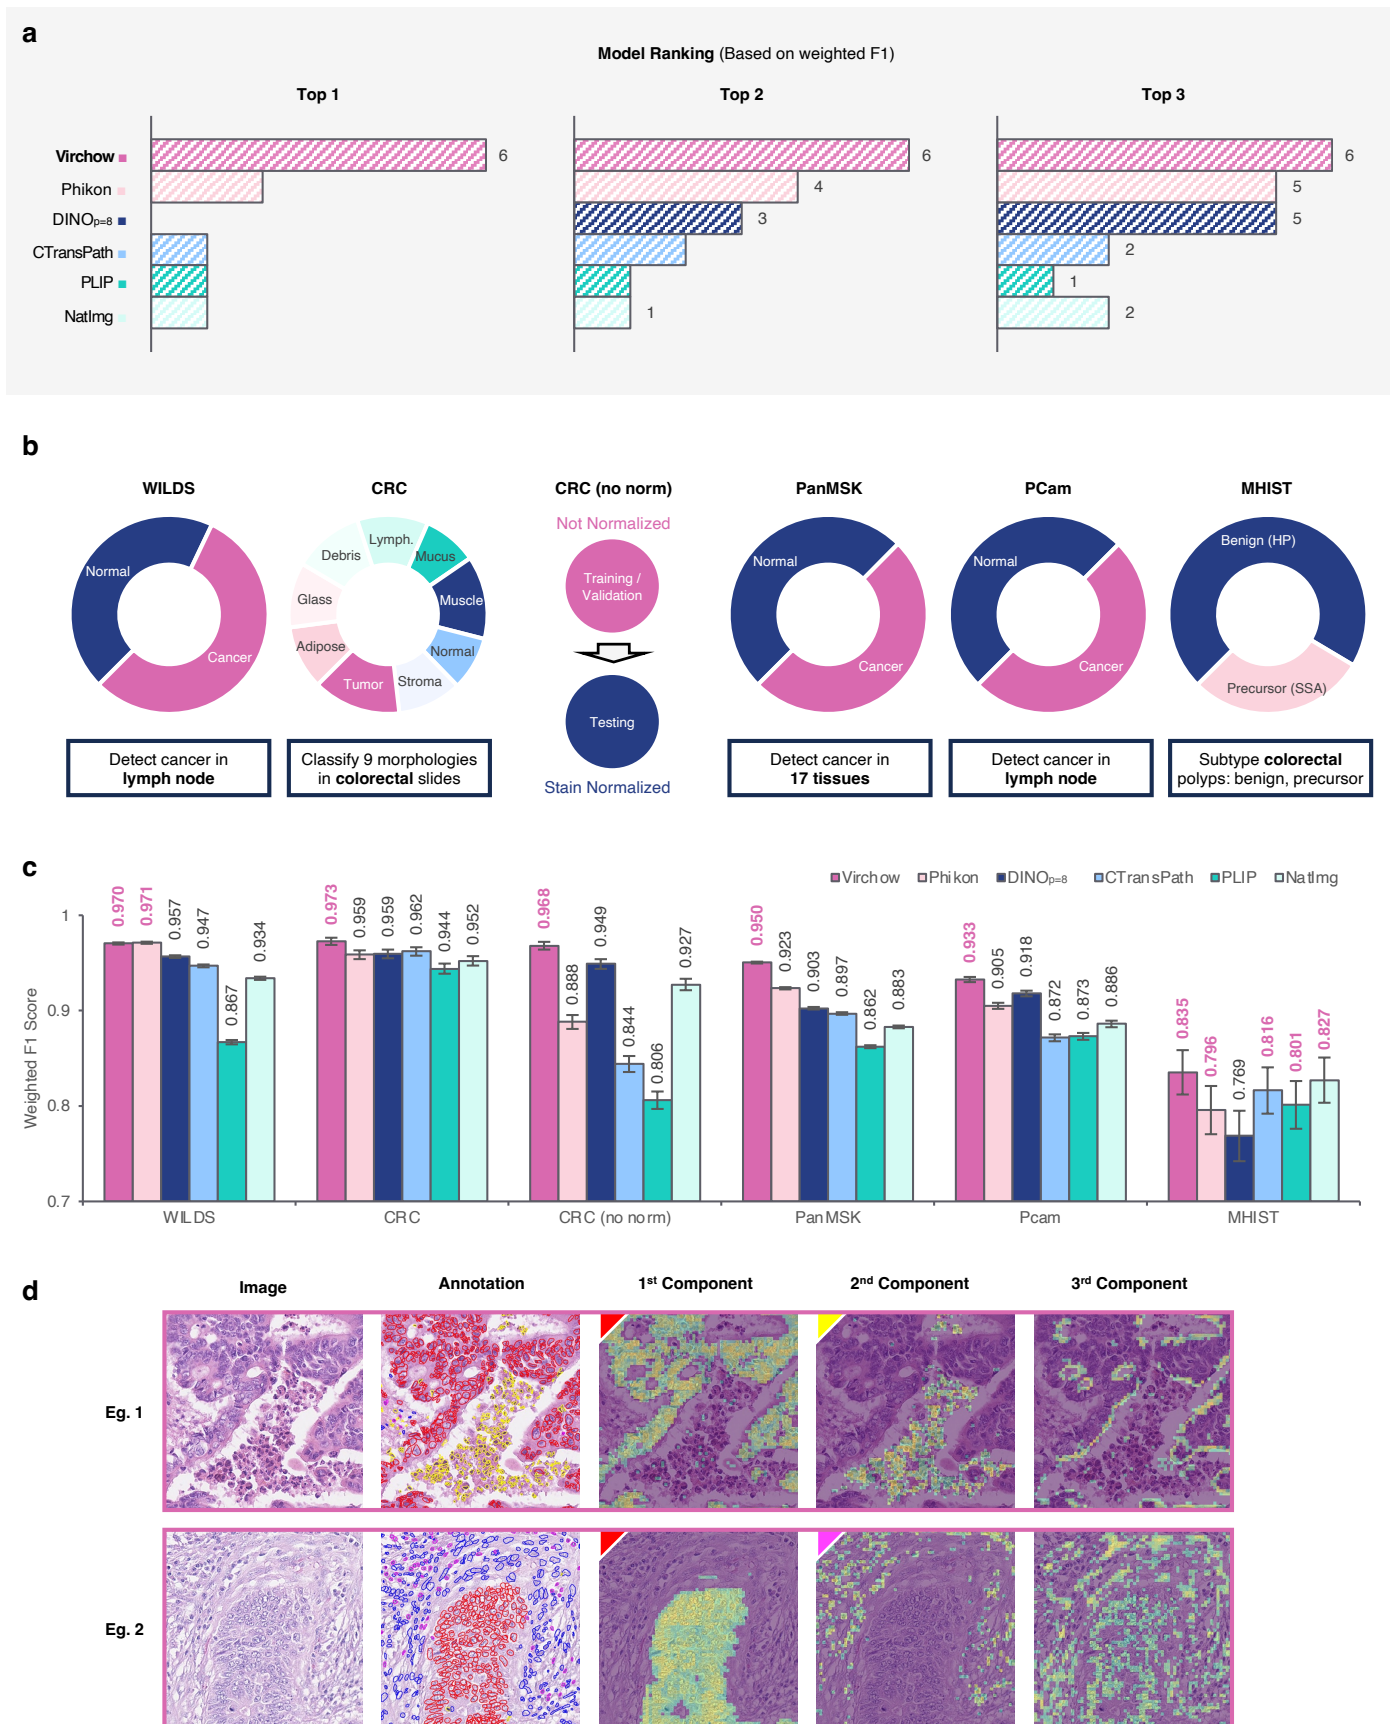 a
Model Ranking (Based on weighted F1)
Top 1
Top 2
Top 3
Virchow
6
6
6
Phikon
4
5
DINOp=8
3
5
CTransPath
2
PLIP
1
NatImg
1
2
b
WILDS
CRC
CRC (no norm)
PanMSK
PCam
MHIST
Normal
Cancer
Lymph.
Mucus
Debris
Muscle
Glass
Normal
Adipose
Stroma
Tumor
Not Normalized
Training /
Validation
Testing
Stain Normalized
Normal
Cancer
Normal
Cancer
Benign (HP)
Precursor (SSA)
Detect cancer in
lymph node
Classify 9 morphologies
in colorectal slides
Detect cancer in
17 tissues
Detect cancer in
lymph node
Subtype colorectal
polyps: benign, precursor
c
Virchow Phikon DINOp=8 CTransPath PLIP NatImg
Weighted F1 Score
1
0.9
0.8
0.7
0.970
0.971
0.957
0.947
0.867
0.934
0.973
0.959
0.959
0.962
0.944
0.952
0.968
0.888
0.949
0.844
0.806
0.927
0.950
0.923
0.903
0.897
0.862
0.883
0.933
0.905
0.918
0.872
0.873
0.886
0.835
0.796
0.769
0.816
0.801
0.827
WILDS
CRC
CRC (no norm)
PanMSK
Pcam
MHIST
d
Image
Annotation
1st Component
2nd Component
3rd Component
Eg. 1
Eg. 2